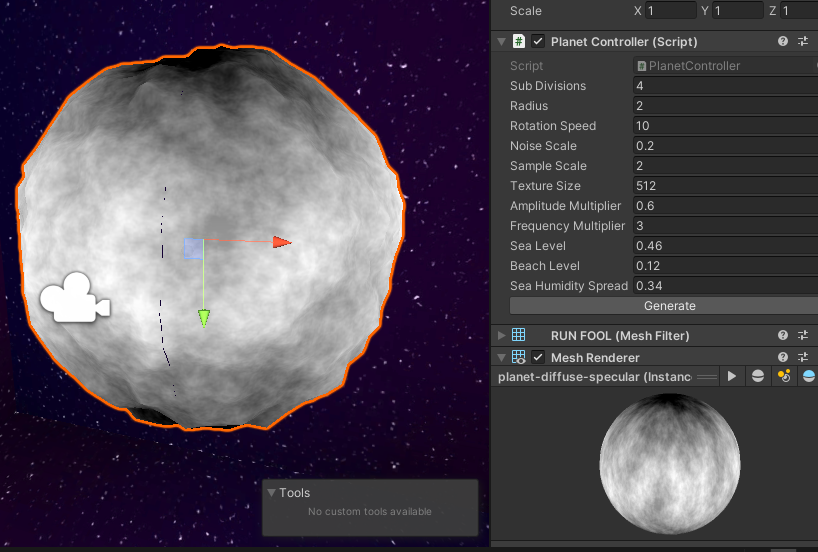 Scale X 1 Y 1 Z 1
# Planet Controller (Script)
Script # PlanetController
Sub Divisions 4
Radius 2
Rotation Speed 10
Noise Scale 0.2
Sample Scale 2
Texture Size 512
Amplitude Multiplier 0.6
Frequency Multiplier 3
Sea Level 0.46
Beach Level 0.12
Sea Humidity Spread 0.34
Generate
RUN FOOL (Mesh Filter)
Mesh Renderer
planet-diffuse-specular (Instanc
Tools
No custom tools available